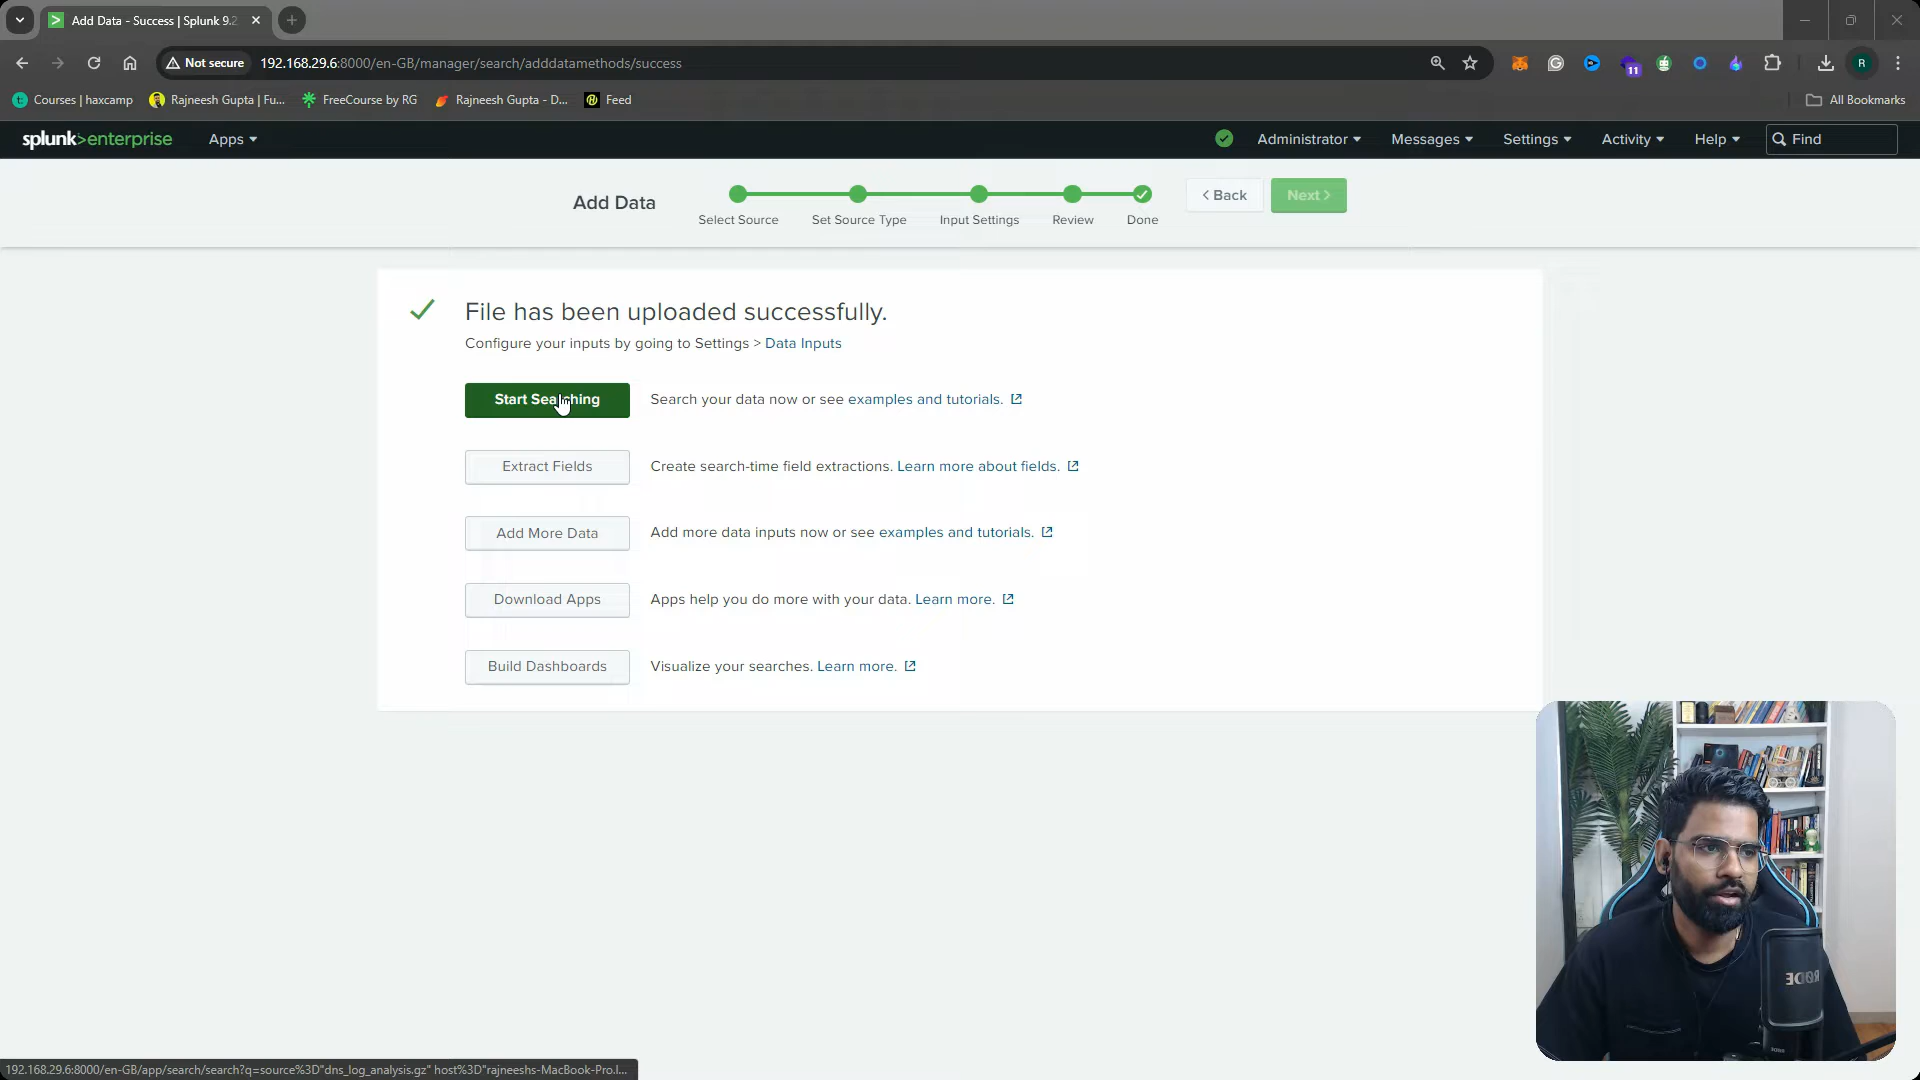 Add Data - Success | Splunk 9.2
Not secure
192.168.29.6:8000/en-GB/manager/search/adddatamethods/success
11
R
Courses | haxcamp
Rajneesh Gupta | Fu...
FreeCourse by RG
Rajneesh Gupta - D...
Feed
All Bookmarks
splunk>enterprise
Apps
Administrator
Messages
Settings
Activity
Help
Find
Add Data
Select Source
Set Source Type
Input Settings
Review
Done
< Back
Next >
File has been uploaded successfully.
Configure your inputs by going to Settings > Data Inputs
Start Searching
Search your data now or see examples and tutorials.
Extract Fields
Create search-time field extractions. Learn more about fields.
Add More Data
Add more data inputs now or see examples and tutorials.
Download Apps
Apps help you do more with your data. Learn more.
Build Dashboards
Visualize your searches. Learn more.
RØDE
192.168.29.6:8000/en-GB/app/search/search?q=source%3D"dns_log_analysis.gz" host%3D"rajneeshs-MacBook-Pro.l...